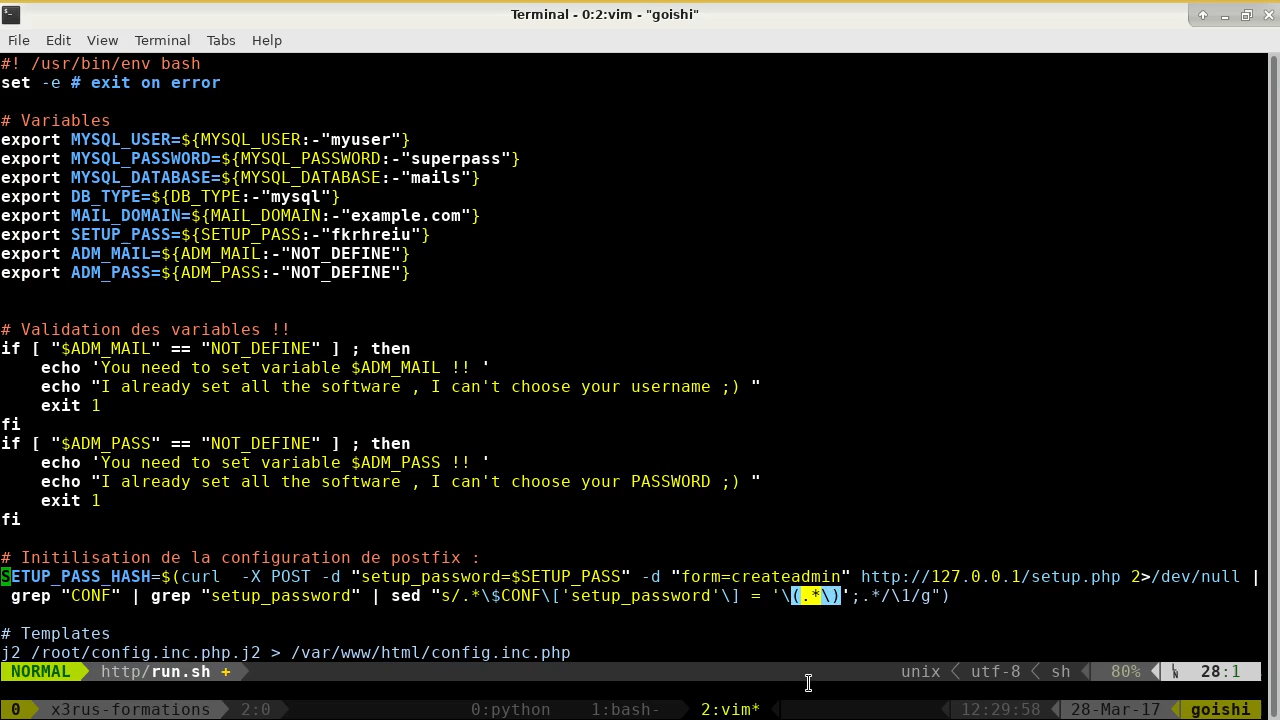 Terminal - 0:2:vim - "goishi"
File Edit View Terminal Tabs Help
#! /usr/bin/env bash
set -e # exit on error
# Variables
export MYSQL_USER=${MYSQL_USER:-"myuser"}
export MYSQL_PASSWORD=${MYSQL_PASSWORD:-"superpass"}
export MYSQL_DATABASE=${MYSQL_DATABASE:-"mails"}
export DB_TYPE=${DB_TYPE:-"mysql"}
export MAIL_DOMAIN=${MAIL_DOMAIN:-"example.com"}
export SETUP_PASS=${SETUP_PASS:-"fkrhreiu"}
export ADM_MAIL=${ADM_MAIL:-"NOT_DEFINE"}
export ADM_PASS=${ADM_PASS:-"NOT_DEFINE"}
# Validation des variables !!
if [ "$ADM_MAIL" == "NOT_DEFINE" ] ; then
    echo 'You need to set variable $ADM_MAIL !! '
    echo "I already set all the software , I can't choose your username ;) "
    exit 1
fi
if [ "$ADM_PASS" == "NOT_DEFINE" ] ; then
    echo 'You need to set variable $ADM_PASS !! '
    echo "I already set all the software , I can't choose your PASSWORD ;) "
    exit 1
fi
# Initilisation de la configuration de postfix :
SETUP_PASS_HASH=$(curl  -X POST -d "setup_password=$SETUP_PASS" -d "form=createadmin" http://127.0.0.1/setup.php 2>/dev/null |
 grep "CONF" | grep "setup_password" | sed "s/.*\$CONF\['setup_password'\] = '\(.*\)';.*/\1/g")
# Templates
j2 /root/config.inc.php.j2 > /var/www/html/config.inc.php
NORMAL http/run.sh + unix utf-8 sh 80% 28:1
0 x3rus-formations 2:0 0:python 1:bash- 2:vim* 12:29:58 28-Mar-17 goishi